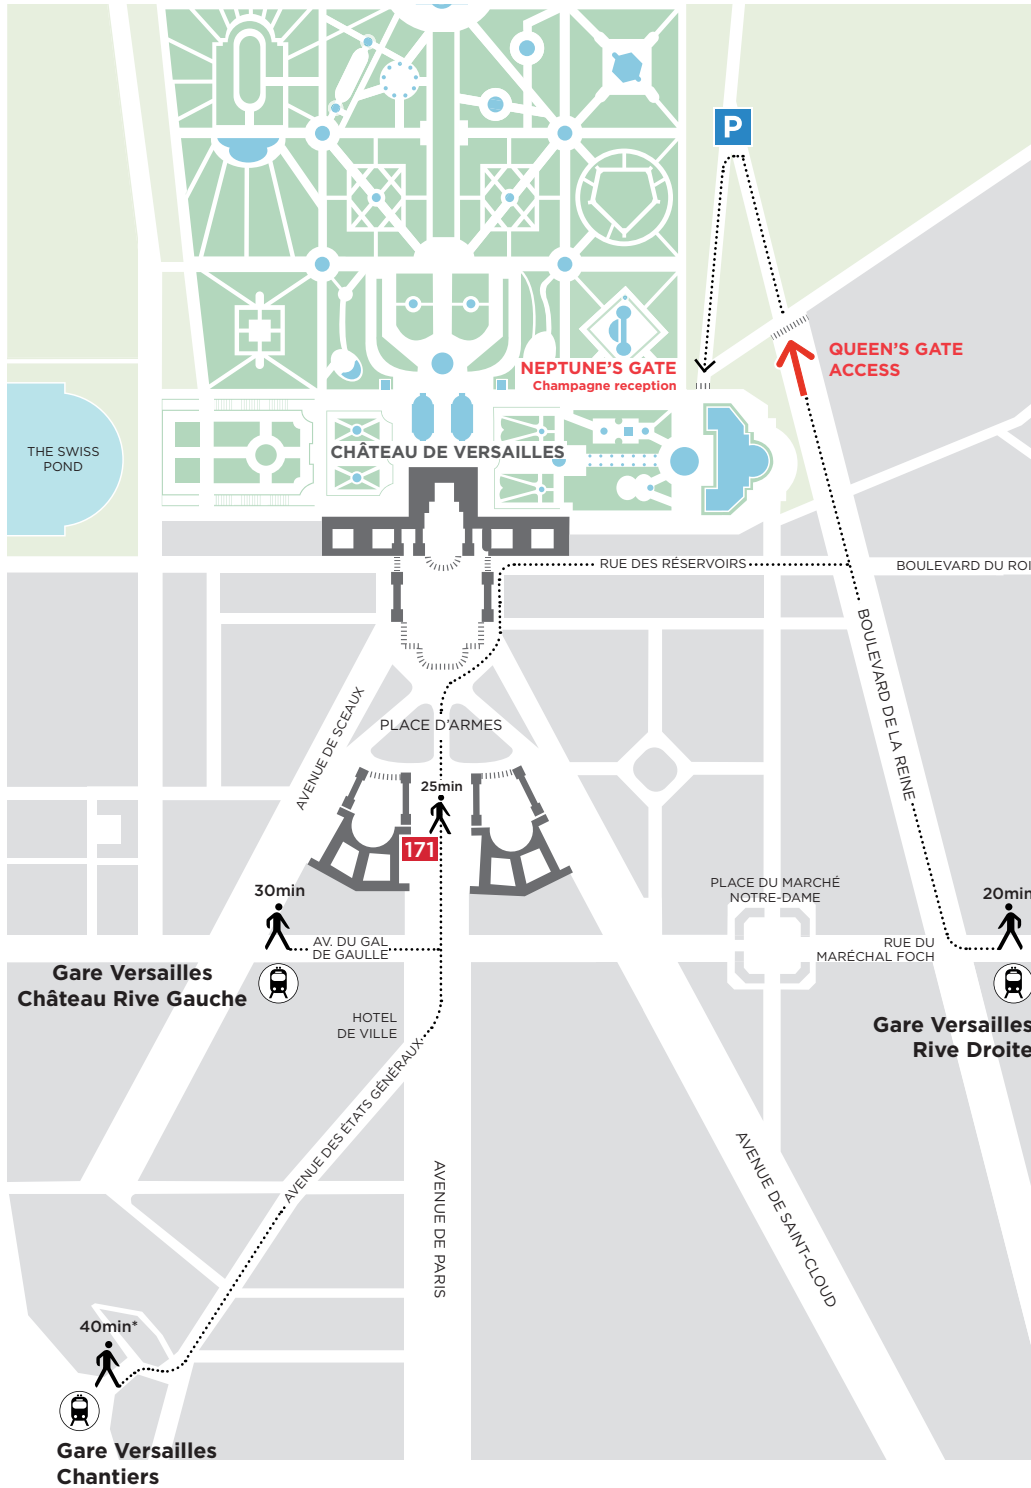 P
NEPTUNE'S GATE
Champagne reception
QUEEN'S GATE
ACCESS
THE SWISS
POND
CHÂTEAU DE VERSAILLES
RUE DES RÉSERVOIRS
BOULEVARD DU ROI
BOULEVARD DE LA REINE
AVENUE DE SCEAUX
PLACE D'ARMES
25min
171
30min
AV. DU GAL
DE GAULLE
Gare Versailles
Château Rive Gauche
PLACE DU MARCHÉ
NOTRE-DAME
20min
RUE DU
MARÉCHAL FOCH
Gare Versailles
Rive Droite
HOTEL
DE VILLE
AVENUE DES ÉTATS GÉNÉRAUX
AVENUE DE PARIS
AVENUE DE SAINT-CLOUD
40min*
Gare Versailles
Chantiers